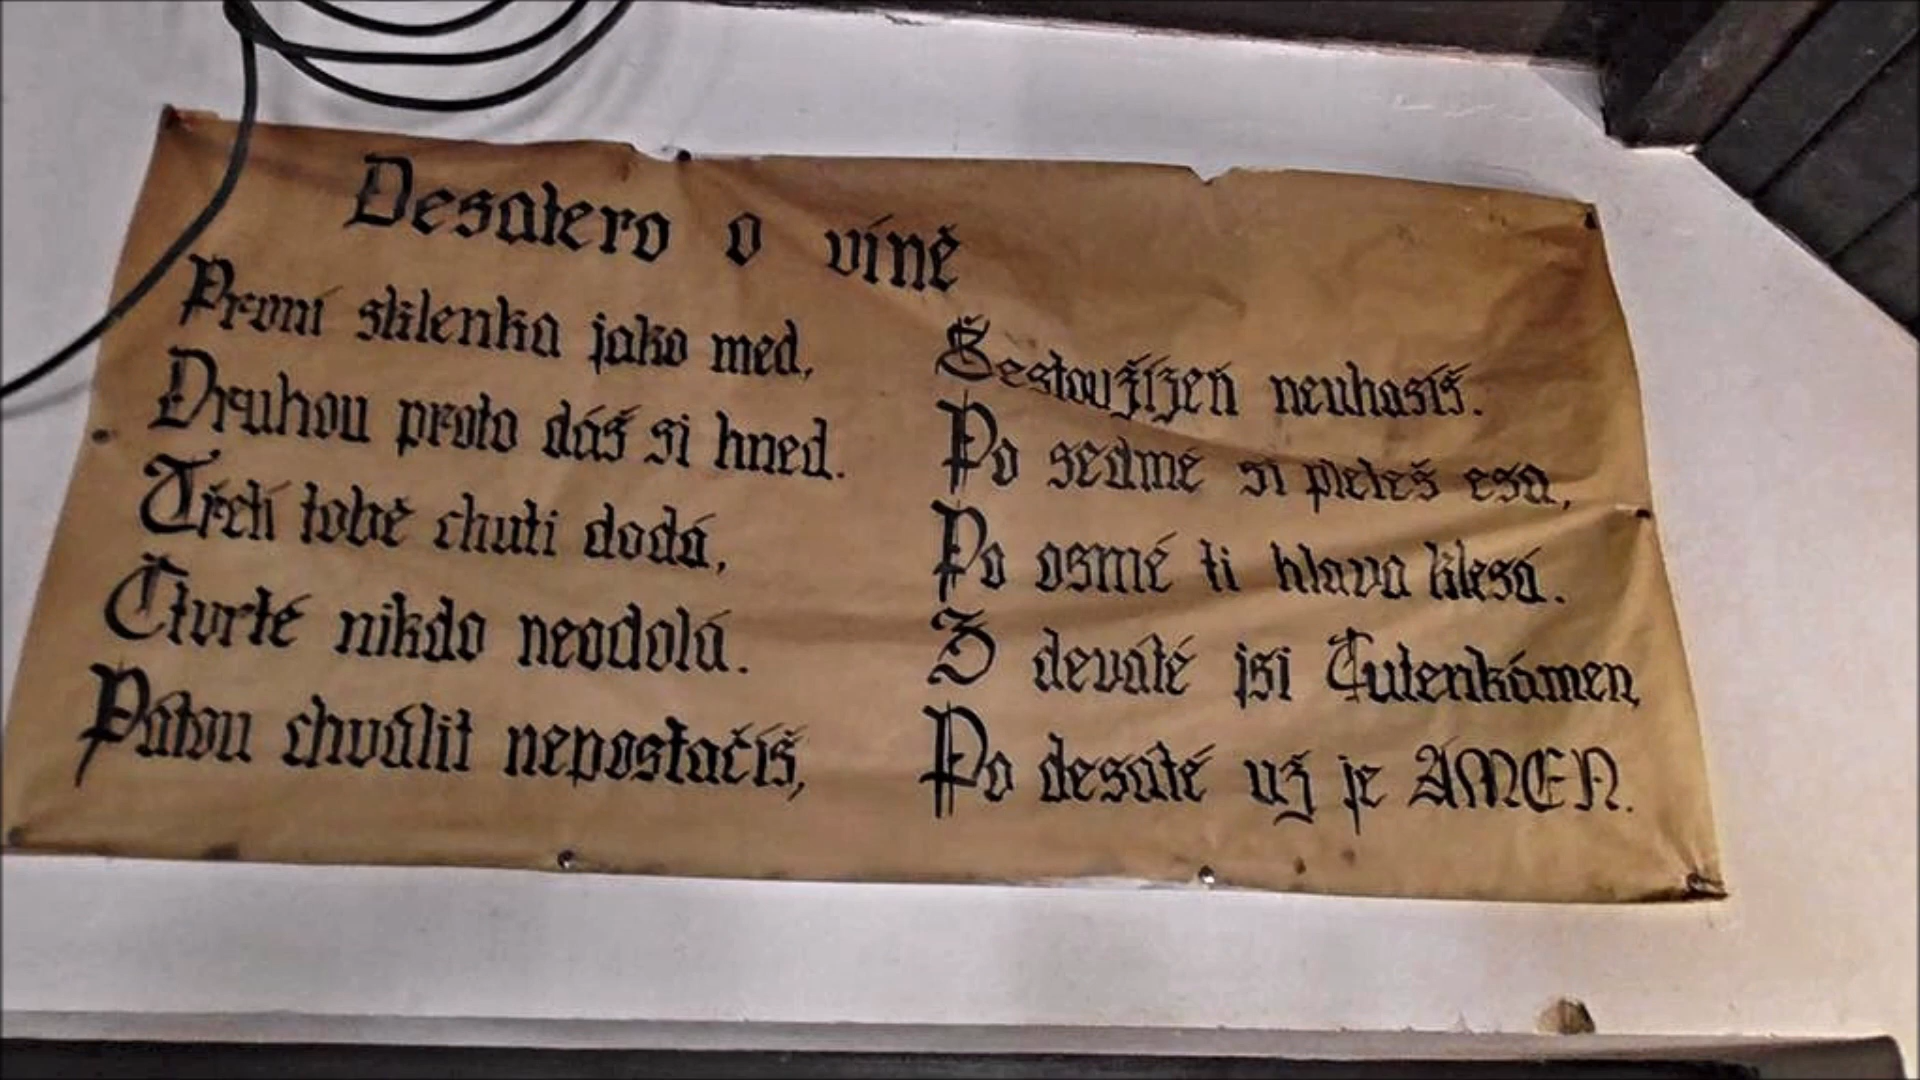 Desatero o víně
První sklenka jako med,
Druhou proto dáš si hned.
Třetí tobě chuti dodá,
Čtvrté nikdo neodolá.
Pátou chválit nepostačíš,
Šestou žízeň neuhasíš.
Po sedmé si pleteš esa,
Po osmé ti hlava klesá.
Z deváté jsi Tutenkámen,
Po desáté už je AMEN.